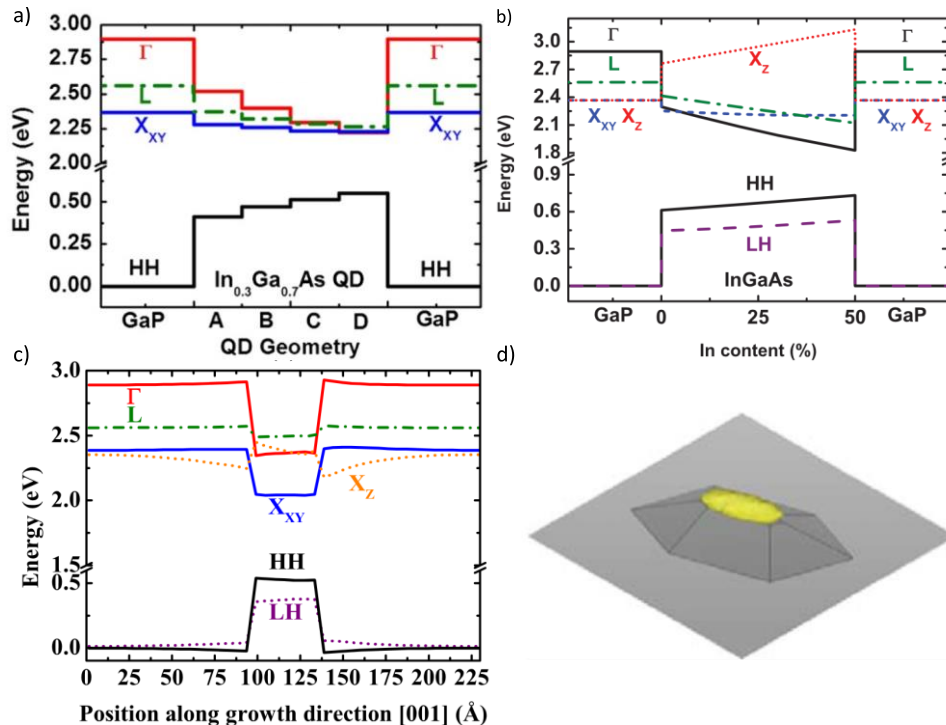 a)
3.00
2.75
2.50
2.25
2.00
0.50
0.25
0.00
Energy (eV)
Γ
L
X_XY
HH
Γ
L
X_XY
HH
In_0.3Ga_0.7As QD
GaP A B C D GaP
QD Geometry
b)
3.0
2.7
2.4
2.1
1.8
0.6
0.3
0.0
Energy (eV)
Γ
L
X_XY X_Z
X_Z
HH
LH
InGaAs
Γ
L
X_XY X_Z
GaP 0 25 50 GaP
In content (%)
c)
3.0
2.5
2.0
1.5
0.5
0.0
Energy (eV)
Γ
L
X_XY
X_Z
HH
LH
0 25 50 75 100 125 150 175 200 225
Position along growth direction [001] (Å)
d)